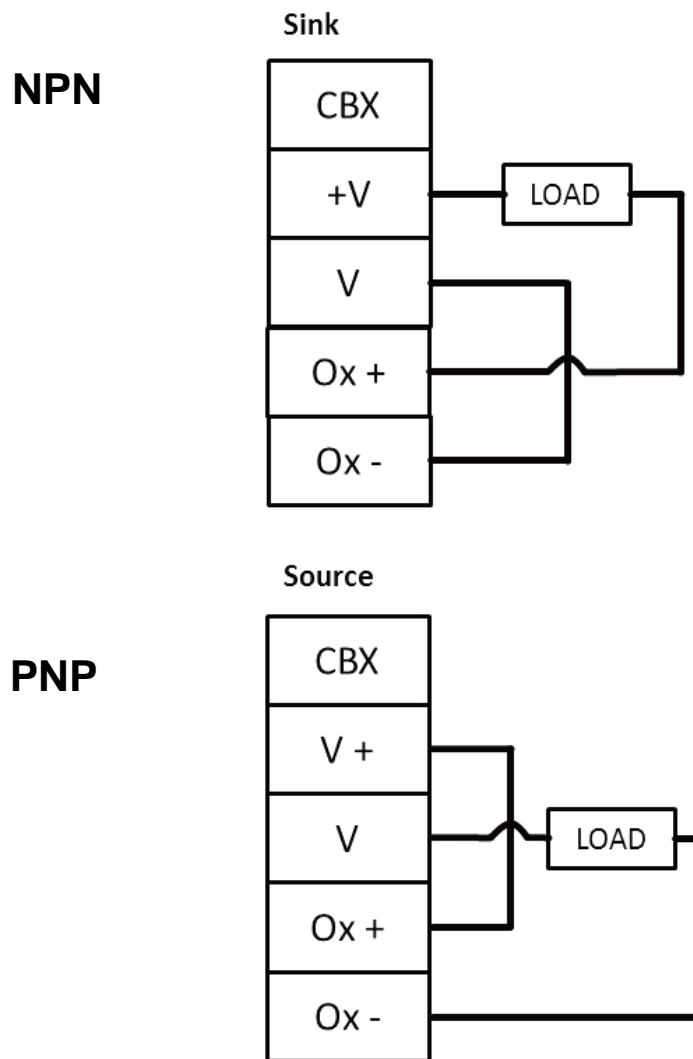 Sink
NPN
CBX
+V
LOAD
V
Ox +
Ox -
Source
PNP
CBX
V +
V
LOAD
Ox +
Ox -